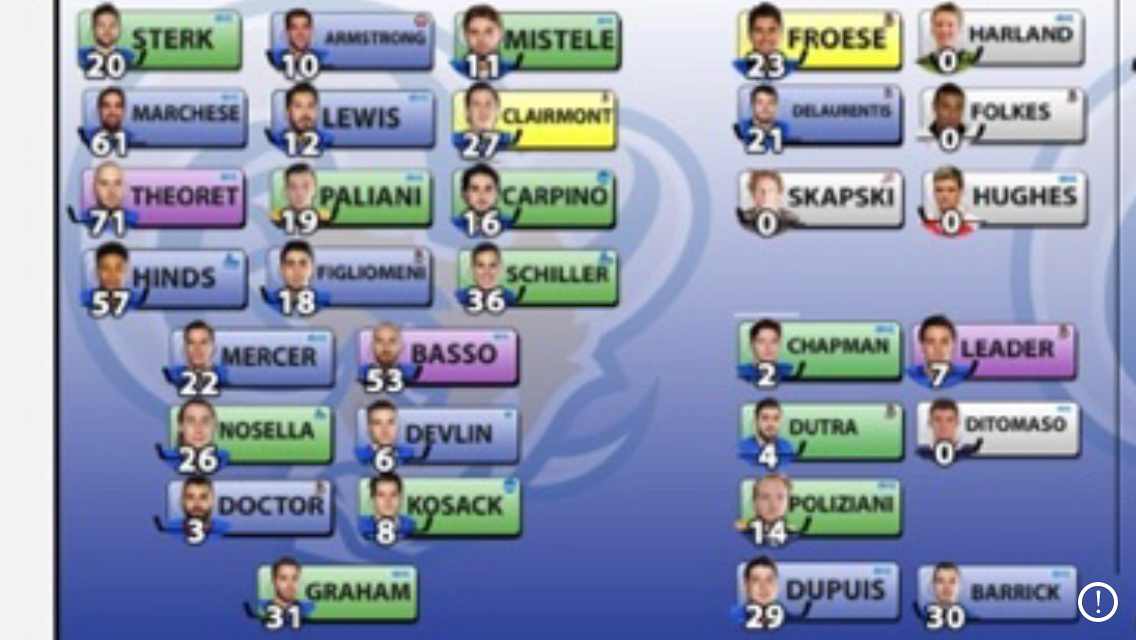 STERK ARMSTRONG MISTELE FROESE HARLAND
20 10 11 23 0
MARCHESE LEWIS CLAIRMONT DELAURENTIS FOLKES
61 12 27 21 0
THEORET PALIANI CARPINO SKAPSKI HUGHES
71 19 16 0 0
HINDS FIGLIOMENI SCHILLER
57 18 36
MERCER BASSO CHAPMAN LEADER
22 53 2 7
NOSELLA DEVLIN DUTRA DITOMASO
26 6 4 0
DOCTOR KOSACK POLIZIANI
3 8 14
GRAHAM DUPUIS BARRICK
31 29 30